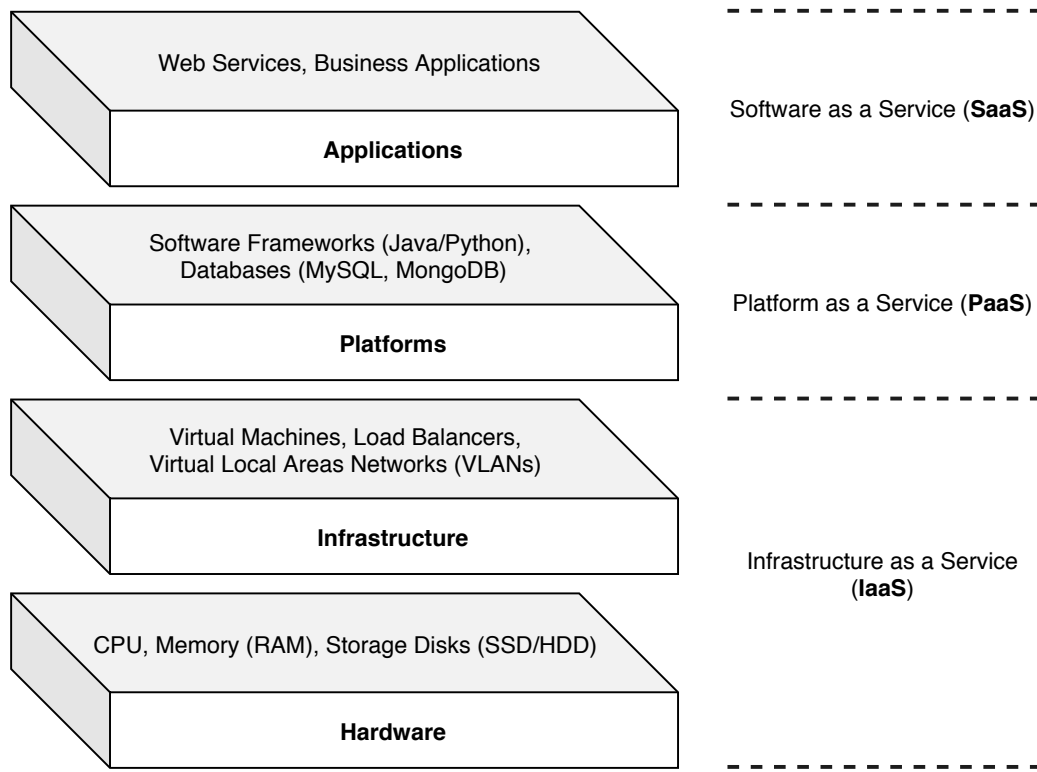 Web Services, Business Applications
Applications
Software as a Service (SaaS)
Software Frameworks (Java/Python),
Databases (MySQL, MongoDB)
Platforms
Platform as a Service (PaaS)
Virtual Machines, Load Balancers,
Virtual Local Areas Networks (VLANs)
Infrastructure
CPU, Memory (RAM), Storage Disks (SSD/HDD)
Hardware
Infrastructure as a Service
(IaaS)